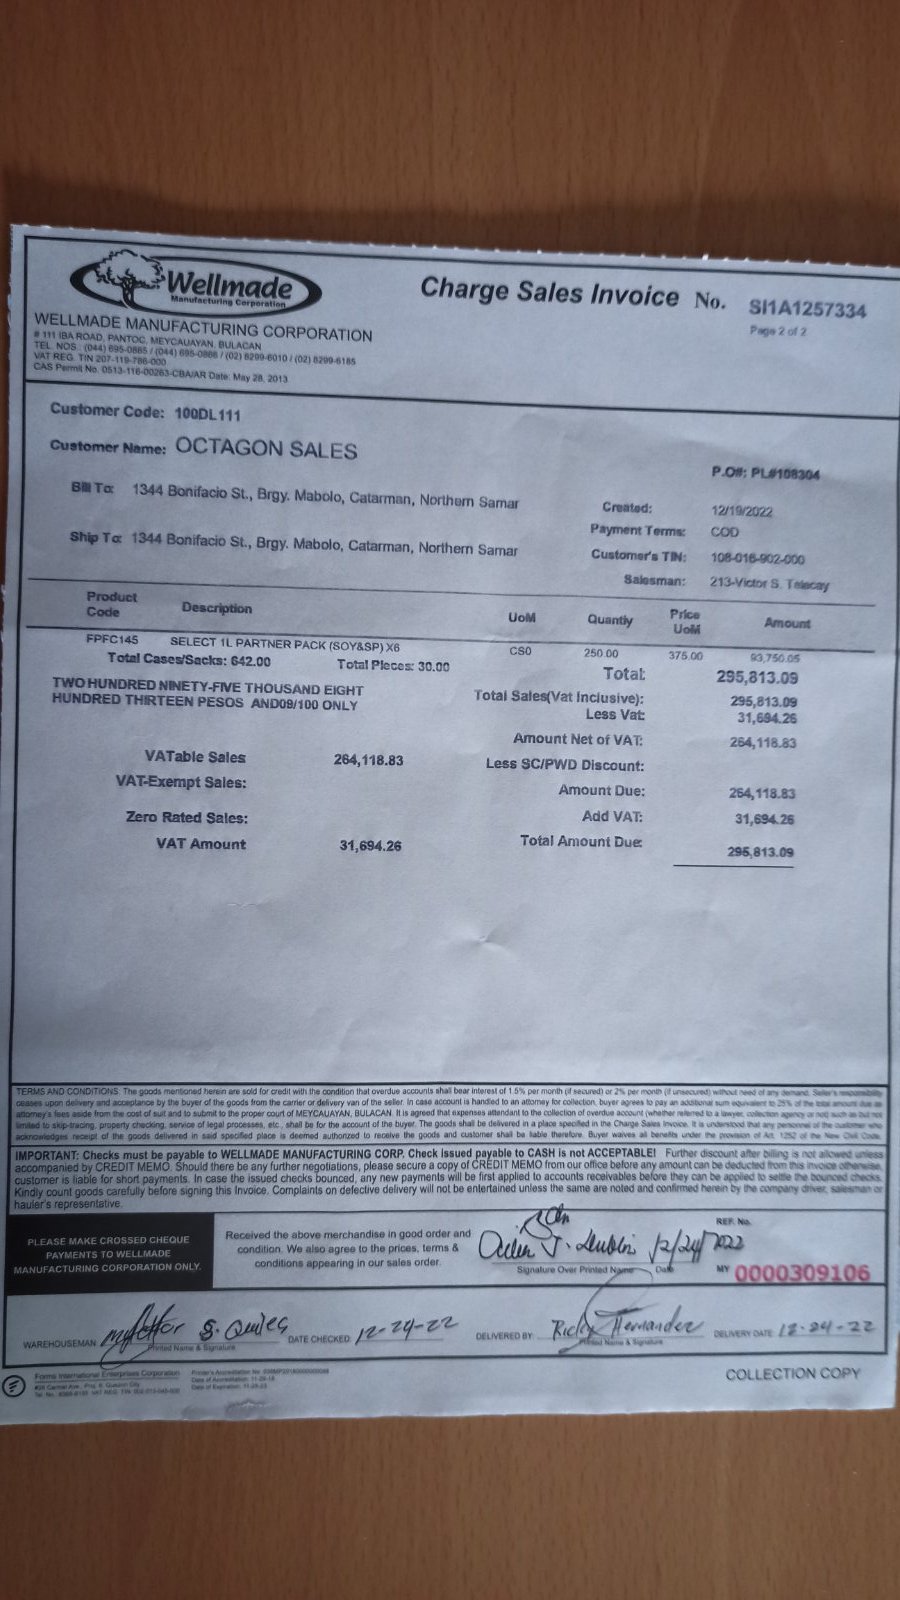 Wellmade
Manufacturing Corporation
Charge Sales Invoice No. SI1A1257334
Page 2 of 2
WELLMADE MANUFACTURING CORPORATION
# 111 IBA ROAD, PANTOC, MEYCAUAYAN, BULACAN
TEL. NOS.: (044) 695-0885 / (044) 695-0886 / (02) 8299-6010 / (02) 8299-6185
VAT REG. TIN 207-119-788-000
CAS Permit No. 0513-116-00263-CBA/AR Date: May 28, 2013
Customer Code: 100DL111
Customer Name: OCTAGON SALES
P.O#: PL#108304
Bill To: 1344 Bonifacio St., Brgy. Mabolo, Catarman, Northern Samar
Created: 12/19/2022
Payment Terms: COD
Ship To: 1344 Bonifacio St., Brgy. Mabolo, Catarman, Northern Samar
Customer's TIN: 108-016-902-000
Salesman: 213-Victor S. Telecay
Product Code Description UoM Quantiy Price UoM Amount
FPFC145 SELECT 1L PARTNER PACK (SOY&SP) X6 CS0 250.00 375.00 93,750.05
Total Cases/Sacks: 642.00 Total Pieces: 30.00
Total: 295,813.09
TWO HUNDRED NINETY-FIVE THOUSAND EIGHT
HUNDRED THIRTEEN PESOS AND09/100 ONLY
Total Sales(Vat Inclusive): 295,813.09
Less Vat: 31,694.26
Amount Net of VAT: 264,118.83
VATable Sales 264,118.83
Less SC/PWD Discount:
VAT-Exempt Sales:
Amount Due: 264,118.83
Zero Rated Sales:
Add VAT: 31,694.26
VAT Amount 31,694.26
Total Amount Due: 295,813.09
TERMS AND CONDITIONS: The goods mentioned herein are sold for credit with the condition that overdue accounts shall bear interest of 1.5% per month (if secured) or 2% per month (if unsecured) without need of any demand. Seller's responsibility
ceases upon delivery and acceptance by the buyer of the goods from the carrier or delivery van of the seller. In case account is handed to an attorney for collection, buyer agrees to pay an additional sum equivalent to 25% of the total amount due as
attorney's fees aside from the cost of suit and to submit to the proper court of MEYCAUAYAN, BULACAN. It is agreed that expenses attendant to the collection of overdue account (whether referred to a lawyer, collection agency or not) such as but not
limited to skip-tracing, property checking, service of legal processes, etc., shall be for the account of the buyer. The goods shall be delivered in a place specified in the Charge Sales Invoice. It is understood that any personnel of the customer who
acknowledges receipt of the goods delivered in said specified place is deemed authorized to receive the goods and customer shall be liable therefore. Buyer waives all benefits under the provision of Art. 1252 of the New Civil Code.
IMPORTANT: Checks must be payable to WELLMADE MANUFACTURING CORP. Check issued payable to CASH is not ACCEPTABLE! Further discount after billing is not allowed unless
accompanied by CREDIT MEMO. Should there be any further negotiations, please secure a copy of CREDIT MEMO from our office before any amount can be deducted from this invoice otherwise,
customer is liable for short payments. In case the issued checks bounced, any new payments will be first applied to accounts receivables before they can be applied to settle the bounced checks.
Kindly count goods carefully before signing this Invoice. Complaints on defective delivery will not be entertained unless the same are noted and confirmed herein by the company driver, salesman or
hauler's representative.
PLEASE MAKE CROSSED CHEQUE
PAYMENTS TO WELLMADE
MANUFACTURING CORPORATION ONLY.
Received the above merchandise in good order and
condition. We also agree to the prices, terms &
conditions appearing in our sales order.
12/24/2022
Signature Over Printed Name Date
REF. No.
MY 0000309106
WAREHOUSEMAN S. Quiles
Printed Name & Signature
DATE CHECKED 12-24-22
DELIVERED BY: Ricky Hernandez
Printed Name & Signature
DELIVERY DATE 12-24-22
Forms International Enterprises Corporation
COLLECTION COPY